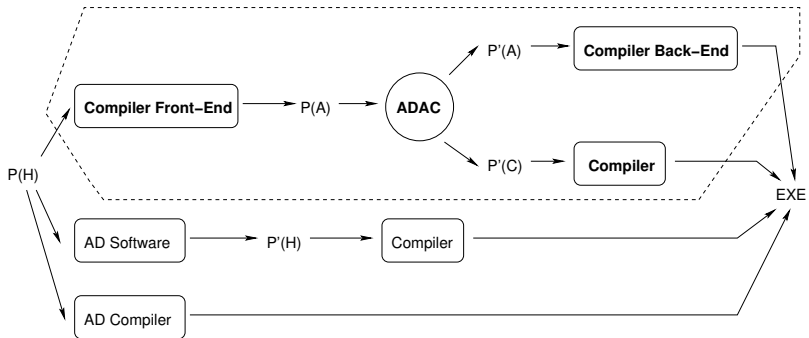 P'(A)
Compiler Back-End
Compiler Front-End
P(A)
ADAC
P'(C)
Compiler
P(H)
EXE
AD Software
P'(H)
Compiler
AD Compiler